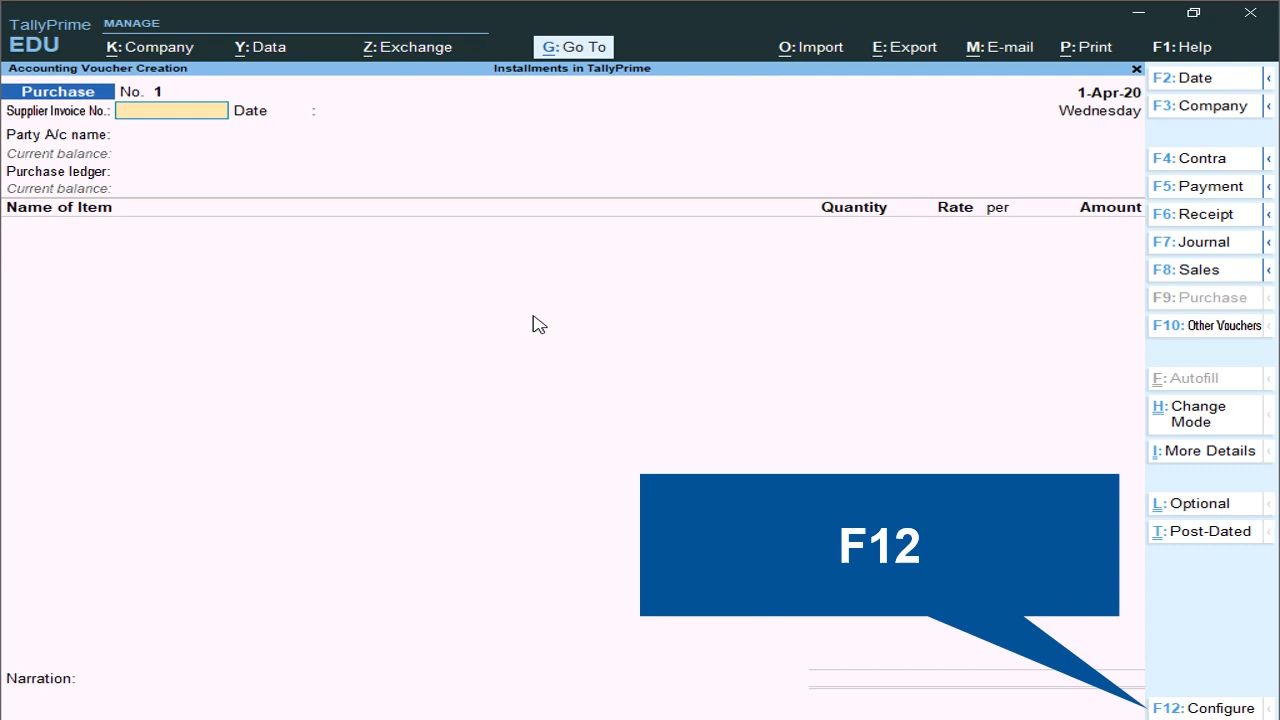 TallyPrime MANAGE
EDU K: Company Y: Data Z: Exchange G: Go To O: Import E: Export M: E-mail P: Print F1: Help
Accounting Voucher Creation Installments in TallyPrime
Purchase No. 1 1-Apr-20
Supplier Invoice No.: Date : Wednesday
Party A/c name:
Current balance:
Purchase ledger:
Current balance:
Name of Item Quantity Rate per Amount
Narration:
F12
F2: Date
F3: Company
F4: Contra
F5: Payment
F6: Receipt
F7: Journal
F8: Sales
F9: Purchase
F10: Other Vouchers
F: Autofill
H: Change
Mode
I: More Details
L: Optional
T: Post-Dated
F12: Configure